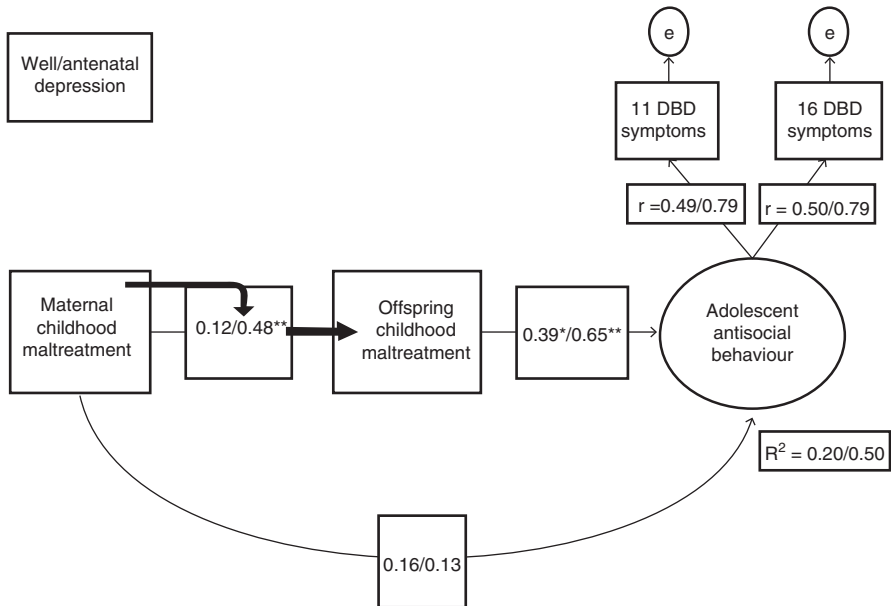 Well/antenatal
depression
e
e
11 DBD
symptoms
16 DBD
symptoms
r =0.49/0.79
r = 0.50/0.79
Maternal
childhood
maltreatment
0.12/0.48**
Offspring
childhood
maltreatment
0.39*/0.65**
Adolescent
antisocial
behaviour
R² = 0.20/0.50
0.16/0.13